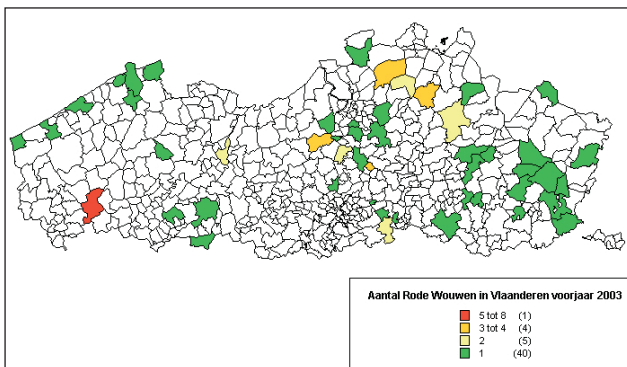 Aantal Rode Wouwen in Vlaanderen voorjaar 2003
5 tot 8 (1)
3 tot 4 (4)
2 (5)
1 (40)